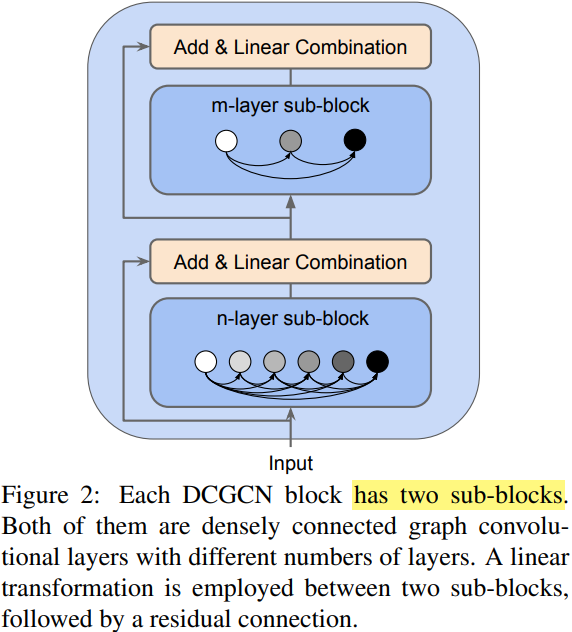 Add & Linear Combination
m-layer sub-block
Add & Linear Combination
n-layer sub-block
Input
Figure 2: Each DCGCN block has two sub-blocks.
Both of them are densely connected graph convolu-
tional layers with different numbers of layers. A linear
transformation is employed between two sub-blocks,
followed by a residual connection.